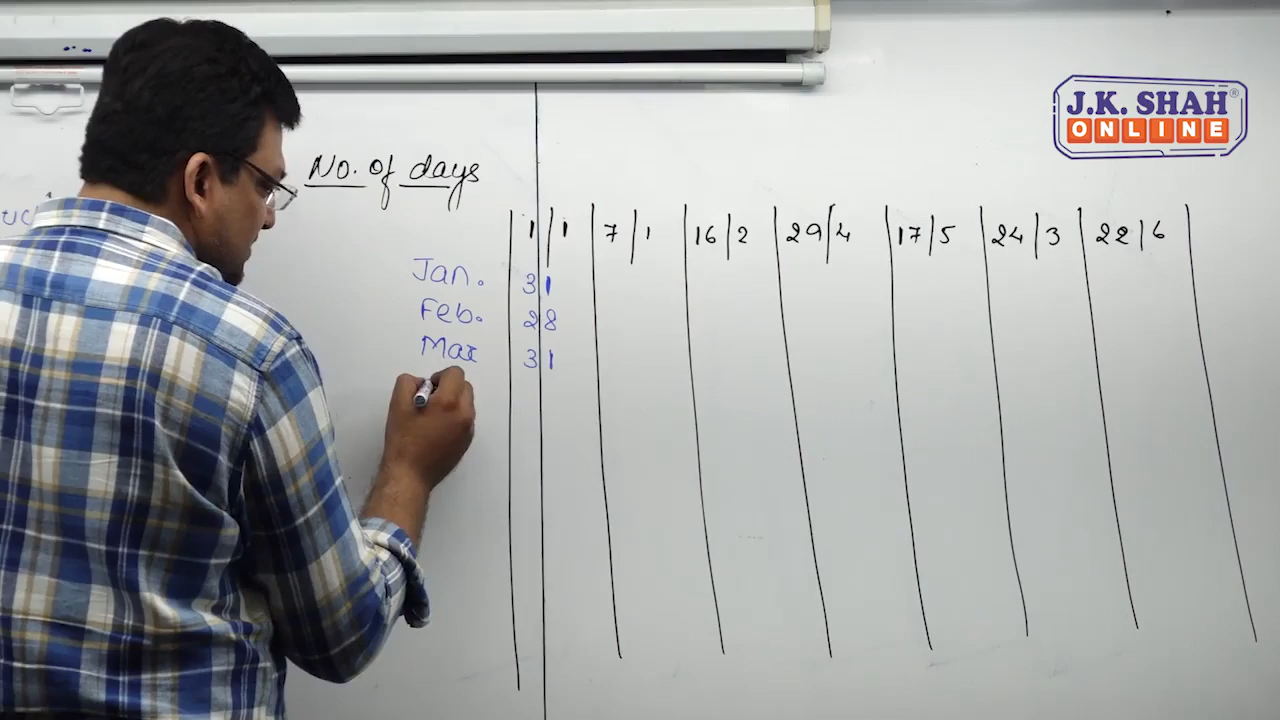 J.K. SHAH®
ONLINE
No. of days
1|1 7|1 16|2 29|4 17|5 24|3 22|6
Jan. 31
Feb. 28
Mar 31